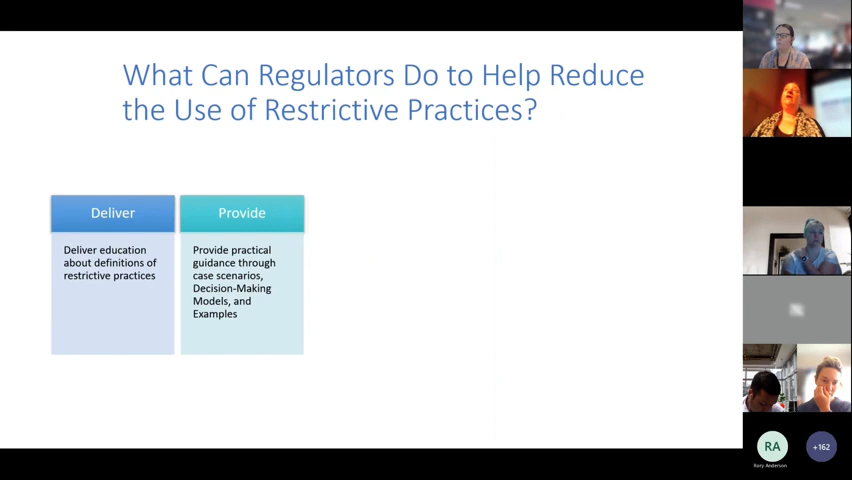 What Can Regulators Do to Help Reduce
the Use of Restrictive Practices?
Deliver
Deliver education
about definitions of
restrictive practices
Provide
Provide practical
guidance through
case scenarios,
Decision-Making
Models, and
Examples
RA
Rory Anderson
+162